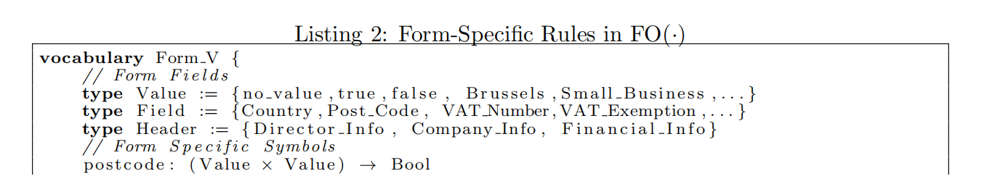 Listing 2: Form-Specific Rules in FO(·)
vocabulary Form_V {
// Form Fields
type Value := {no_value,true,false, Brussels,Small_Business,...}
type Field := {Country,Post_Code, VAT_Number,VAT_Exemption,...}
type Header := {Director_Info, Company_Info, Financial_Info}
// Form Specific Symbols
postcode: (Value × Value) → Bool